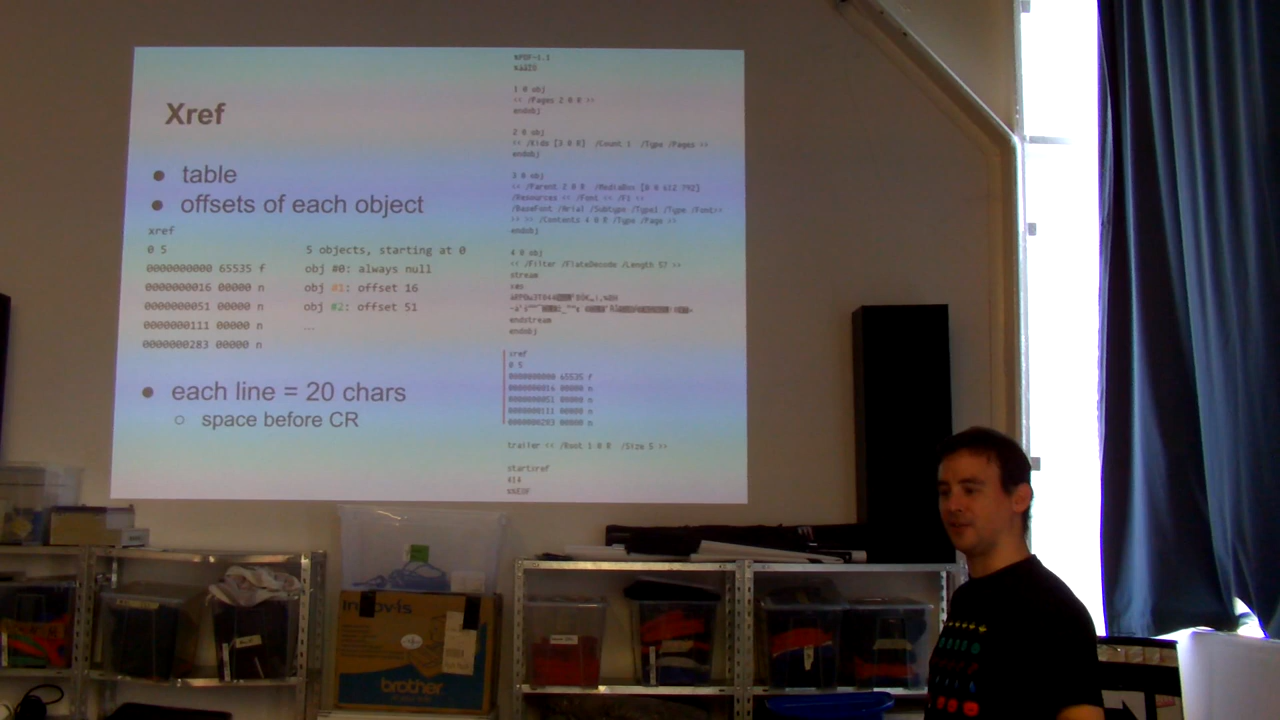 Xref
● table
● offsets of each object
xref
0 5 5 objects, starting at 0
0000000000 65535 f obj #0: always null
0000000016 00000 n obj #1: offset 16
0000000051 00000 n obj #2: offset 51
0000000111 00000 n ...
0000000283 00000 n
● each line = 20 chars
○ space before CR
%PDF-1.1
1 0 obj
<< /Pages 2 0 R >>
endobj
2 0 obj
<< /Kids [3 0 R] /Count 1 /Type /Pages >>
endobj
3 0 obj
<< /Parent 2 0 R /MediaBox [0 0 612 792]
/Resources << /Font << /F1 <<
/BaseFont /Arial /Subtype /Type1 /Type /Font>>
>> >> /Contents 4 0 R /Type /Page >>
endobj
4 0 obj
<< /Filter /FlateDecode /Length 57 >>
stream
endstream
endobj
xref
0 5
0000000000 65535 f
0000000016 00000 n
0000000051 00000 n
0000000111 00000 n
0000000283 00000 n
trailer << /Root 1 0 R /Size 5 >>
startxref
414
%%EOF
brother